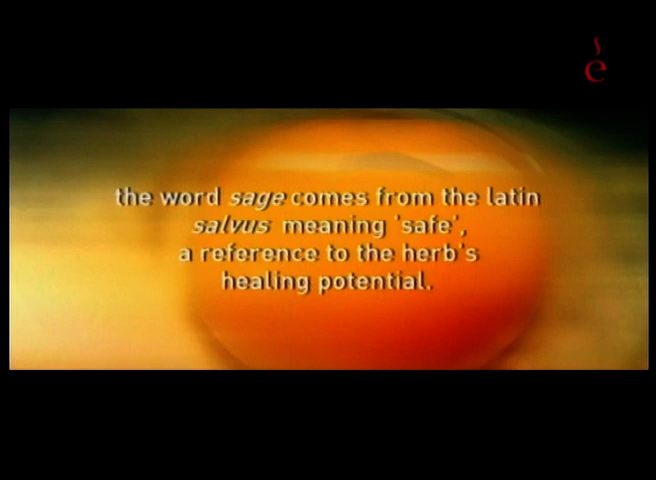 e
the word sage comes from the latin
salvus meaning 'safe',
a reference to the herb's
healing potential.